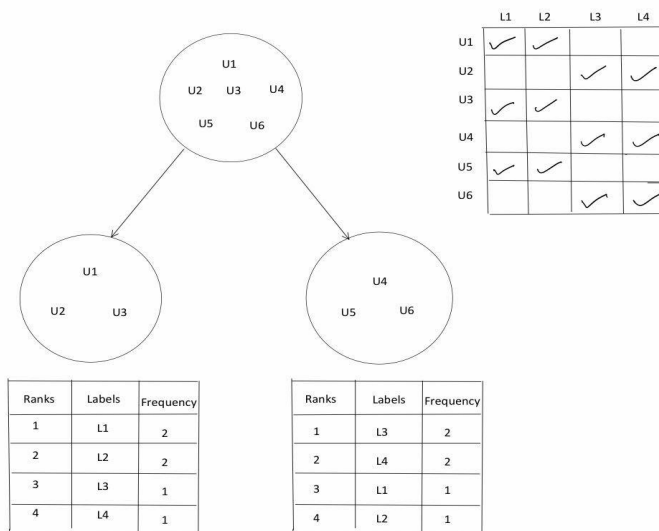 L1 L2 L3 L4
U1
U2
U3
U4
U5
U6
U1
U2 U3 U4
U5 U6
U1
U2 U3
U4
U5 U6
Ranks Labels Frequency
1 L1 2
2 L2 2
3 L3 1
4 L4 1
Ranks Labels Frequency
1 L3 2
2 L4 2
3 L1 1
4 L2 1